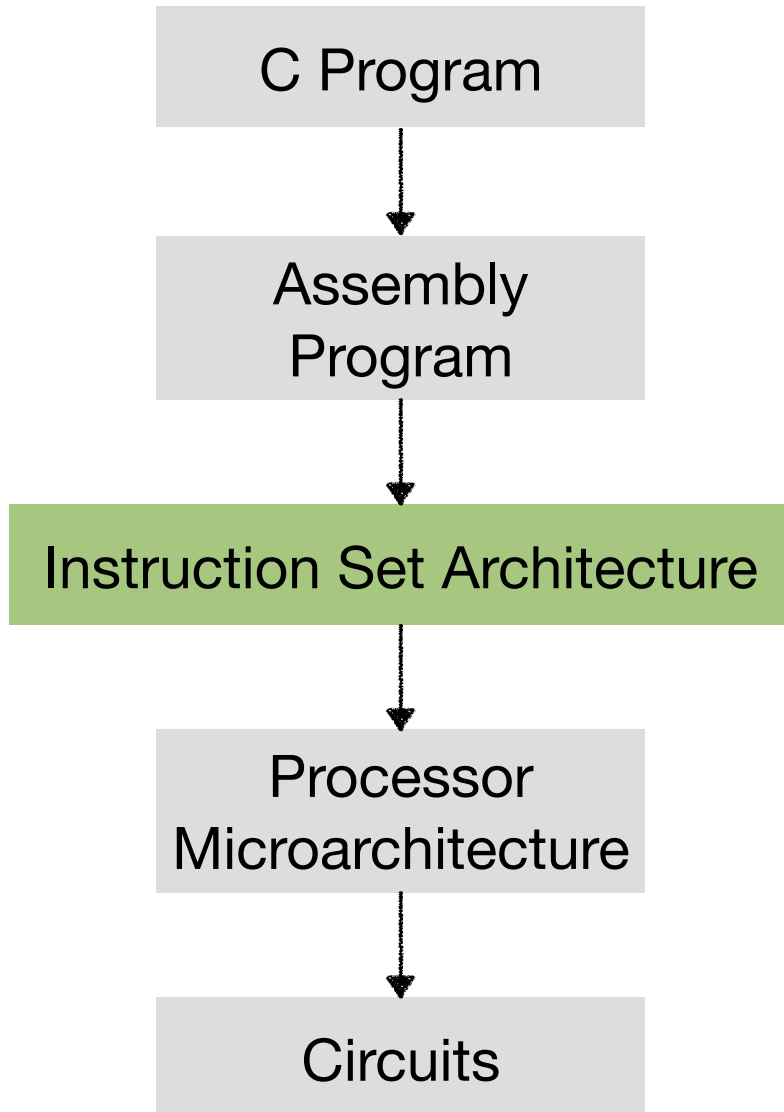 C Program
Assembly
Program
Instruction Set Architecture
Processor
Microarchitecture
Circuits